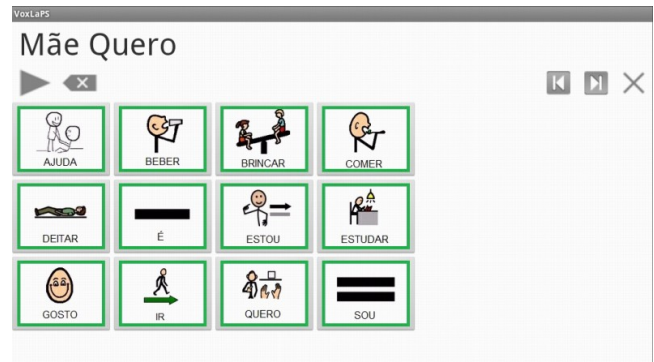 VoxLaPS
Mãe Quero
AJUDA
BEBER
BRINCAR
COMER
DEITAR
É
ESTOU
ESTUDAR
GOSTO
IR
QUERO
SOU